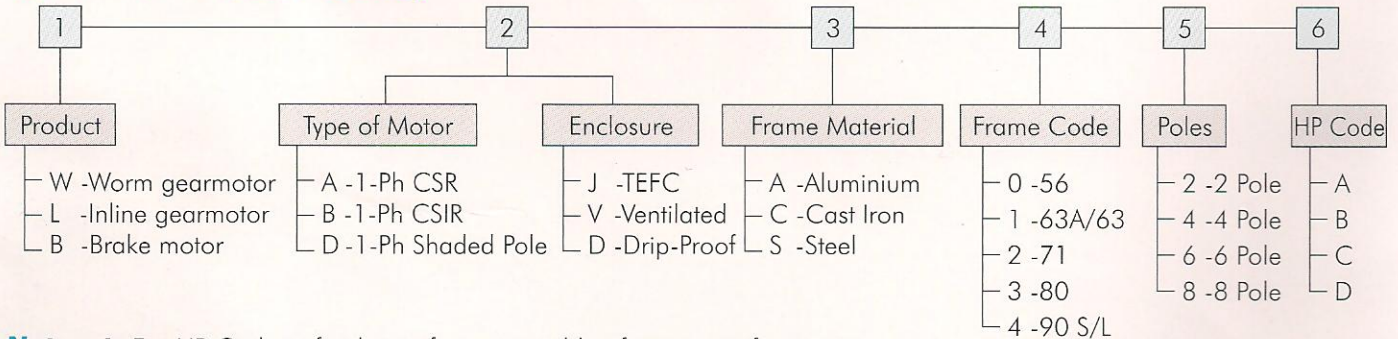 1 2 3 4 5 6
Product Type of Motor Enclosure Frame Material Frame Code Poles HP Code
W -Worm gearmotor A -1-Ph CSR J -TEFC A -Aluminium 0 -56 2 -2 Pole A
L -Inline gearmotor B -1-Ph CSIR V -Ventilated C -Cast Iron 1 -63A/63 4 -4 Pole B
B -Brake motor D -1-Ph Shaded Pole D -Drip-Proof S -Steel 2 -71 6 -6 Pole C
3 -80 8 -8 Pole D
4 -90 S/L
HP Code